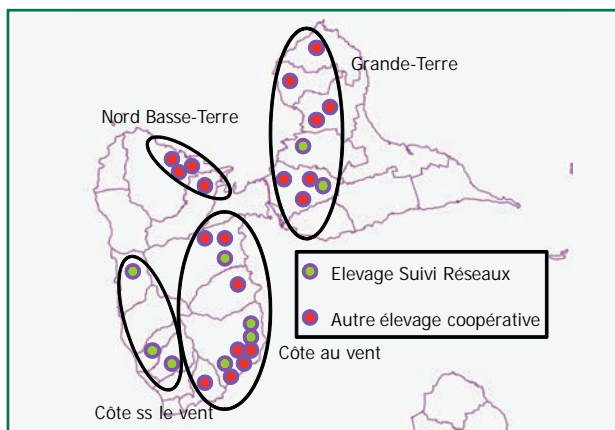 Grande-Terre
Nord Basse-Terre
Elevage Suivi Réseaux
Autre élevage coopérative
Côte au vent
Côte ss le vent